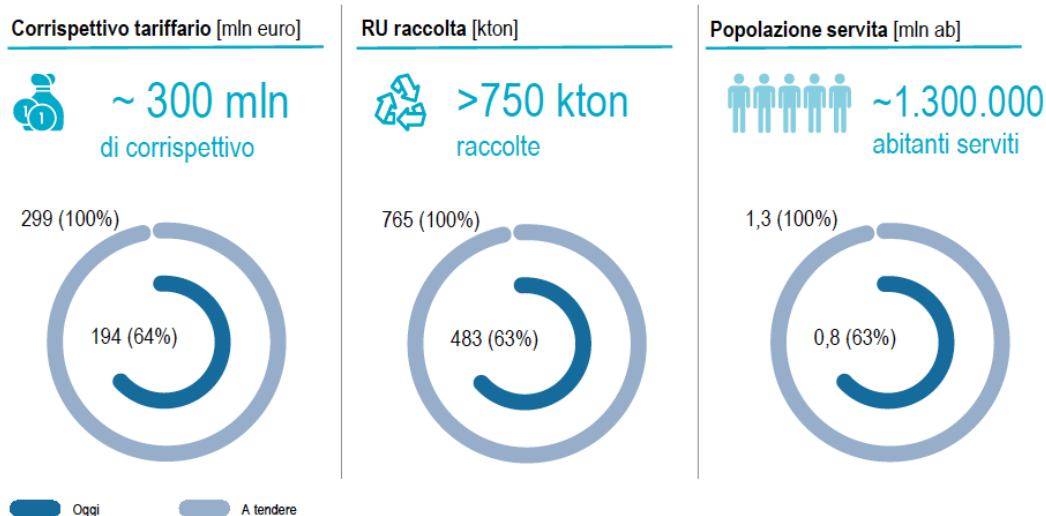 Corrispettivo tariffario [mln euro]
~ 300 mln
di corrispettivo
299 (100%)
194 (64%)
RU raccolta [kton]
>750 kton
raccolte
765 (100%)
483 (63%)
Popolazione servita [mln ab]
~1.300.000
abitanti serviti
1,3 (100%)
0,8 (63%)
Oggi
A tendere